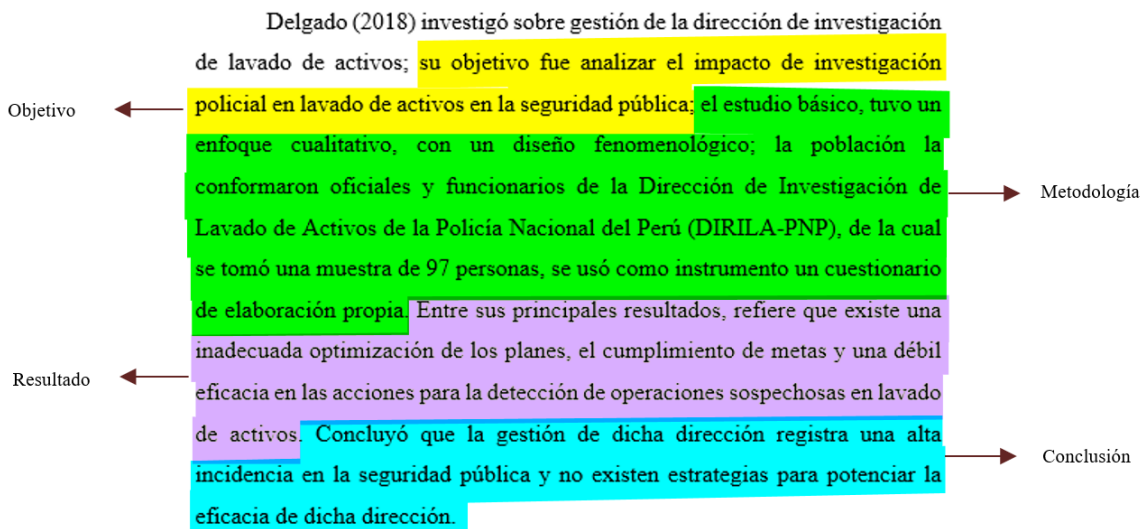 Delgado (2018) investigó sobre gestión de la dirección de investigación
de lavado de activos; su objetivo fue analizar el impacto de investigación
Objetivo
policial en lavado de activos en la seguridad pública; el estudio básico, tuvo un
enfoque cualitativo, con un diseño fenomenológico; la población la
conformaron oficiales y funcionarios de la Dirección de Investigación de
Metodología
Lavado de Activos de la Policía Nacional del Perú (DIRILA-PNP), de la cual
se tomó una muestra de 97 personas, se usó como instrumento un cuestionario
de elaboración propia. Entre sus principales resultados, refiere que existe una
inadecuada optimización de los planes, el cumplimiento de metas y una débil
Resultado
eficacia en las acciones para la detección de operaciones sospechosas en lavado
de activos. Concluyó que la gestión de dicha dirección registra una alta
incidencia en la seguridad pública y no existen estrategias para potenciar la
Conclusión
eficacia de dicha dirección.